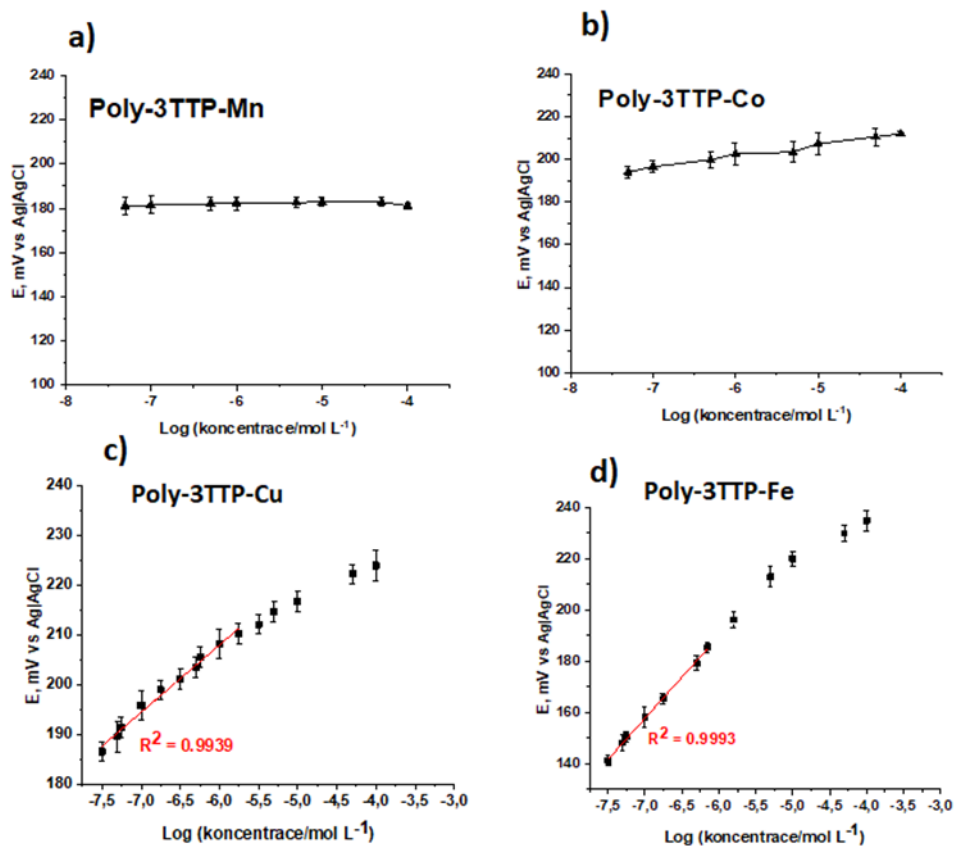 a)
Poly-3TTP-Mn
E, mV vs Ag|AgCl
240
220
200
180
160
140
120
100
-8 -7 -6 -5 -4
Log (koncentrace/mol L⁻¹)
b)
Poly-3TTP-Co
E, mV vs Ag|AgCl
240
220
200
180
160
140
120
100
-8 -7 -6 -5 -4
Log (koncentrace/mol L⁻¹)
c)
Poly-3TTP-Cu
E, mV vs Ag|AgCl
240
230
220
210
200
190
180
R² = 0.9939
-7,5 -7,0 -6,5 -6,0 -5,5 -5,0 -4,5 -4,0 -3,5 -3,0
Log (koncentrace/mol L⁻¹)
d)
Poly-3TTP-Fe
E, mV vs Ag|AgCl
240
220
200
180
160
140
R² = 0.9993
-7,5 -7,0 -6,5 -6,0 -5,5 -5,0 -4,5 -4,0 -3,5 -3,0
Log (koncentrace/mol L⁻¹)